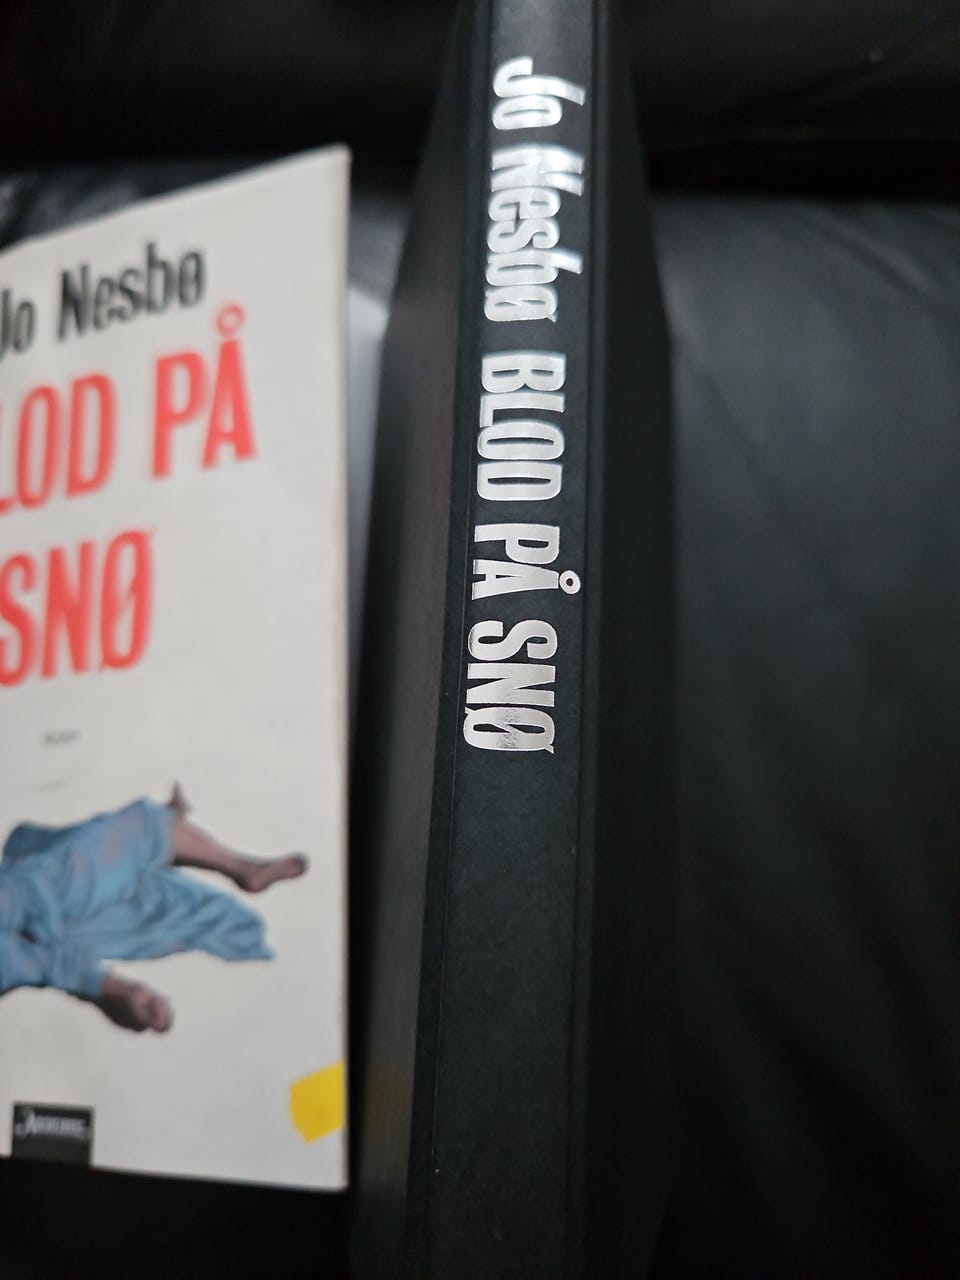 Jo Nesbø
LOD PÅ
SNØ
Jo Nesbø BLOD PÅ SNØ